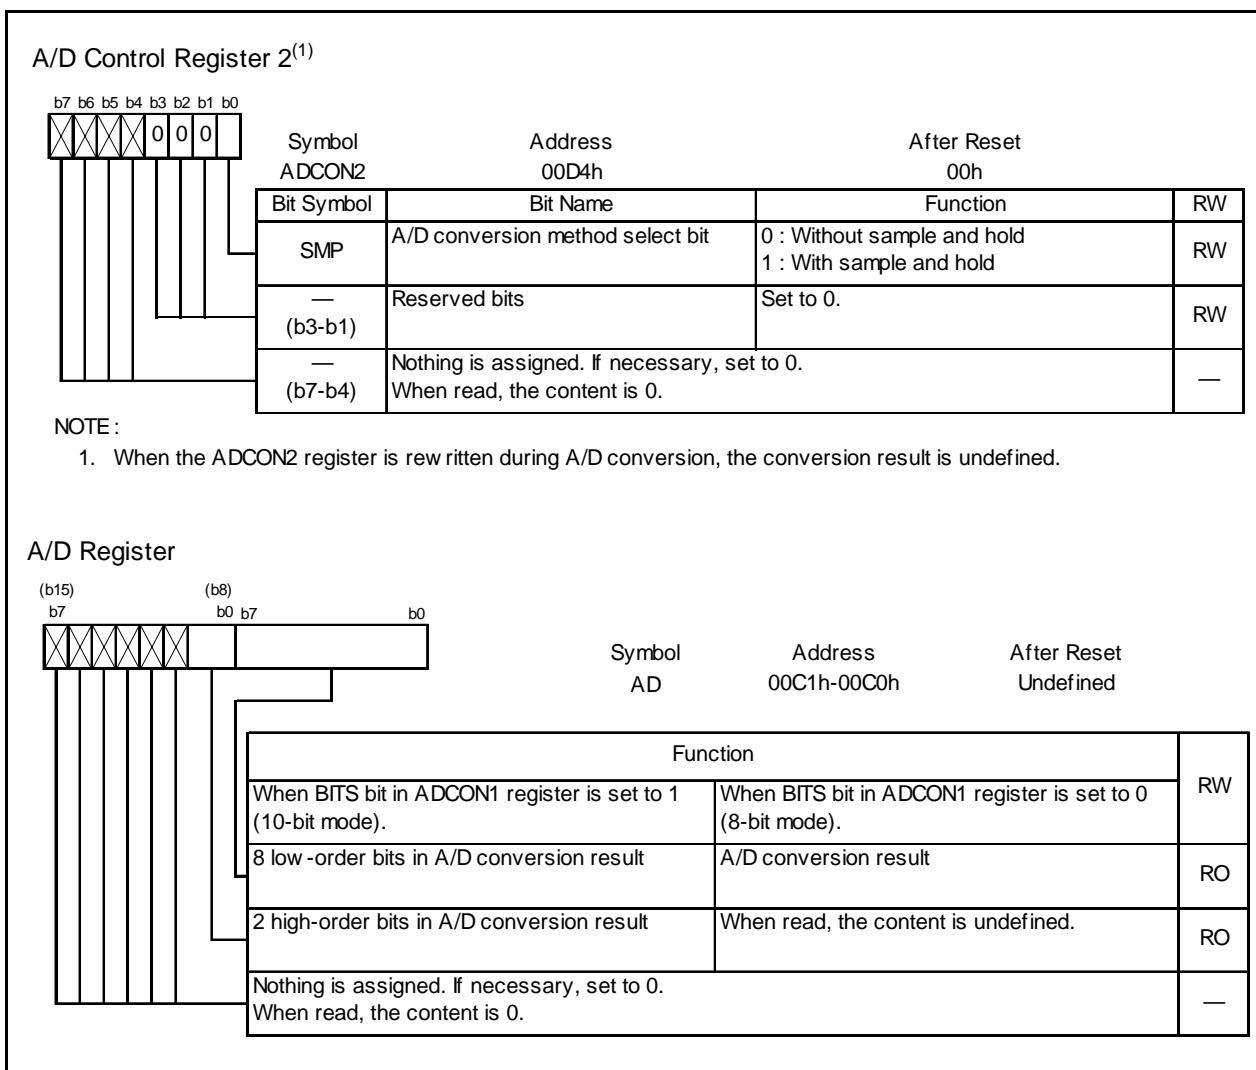 A/D Control Register 2(1)
b7 b6 b5 b4 b3 b2 b1 b0
0 0 0
Symbol Address After Reset
ADCON2 00D4h 00h
Bit Symbol Bit Name Function RW
SMP A/D conversion method select bit 0 : Without sample and hold RW
1 : With sample and hold
— Reserved bits Set to 0. RW
(b3-b1)
— Nothing is assigned. If necessary, set to 0. —
(b7-b4) When read, the content is 0.
NOTE :
1. When the ADCON2 register is rewritten during A/D conversion, the conversion result is undefined.
A/D Register
(b15) (b8)
b7 b0 b7 b0
Symbol Address After Reset
AD 00C1h-00C0h Undefined
Function RW
When BITS bit in ADCON1 register is set to 1 When BITS bit in ADCON1 register is set to 0
(10-bit mode). (8-bit mode).
8 low-order bits in A/D conversion result A/D conversion result RO
2 high-order bits in A/D conversion result When read, the content is undefined. RO
Nothing is assigned. If necessary, set to 0. —
When read, the content is 0.